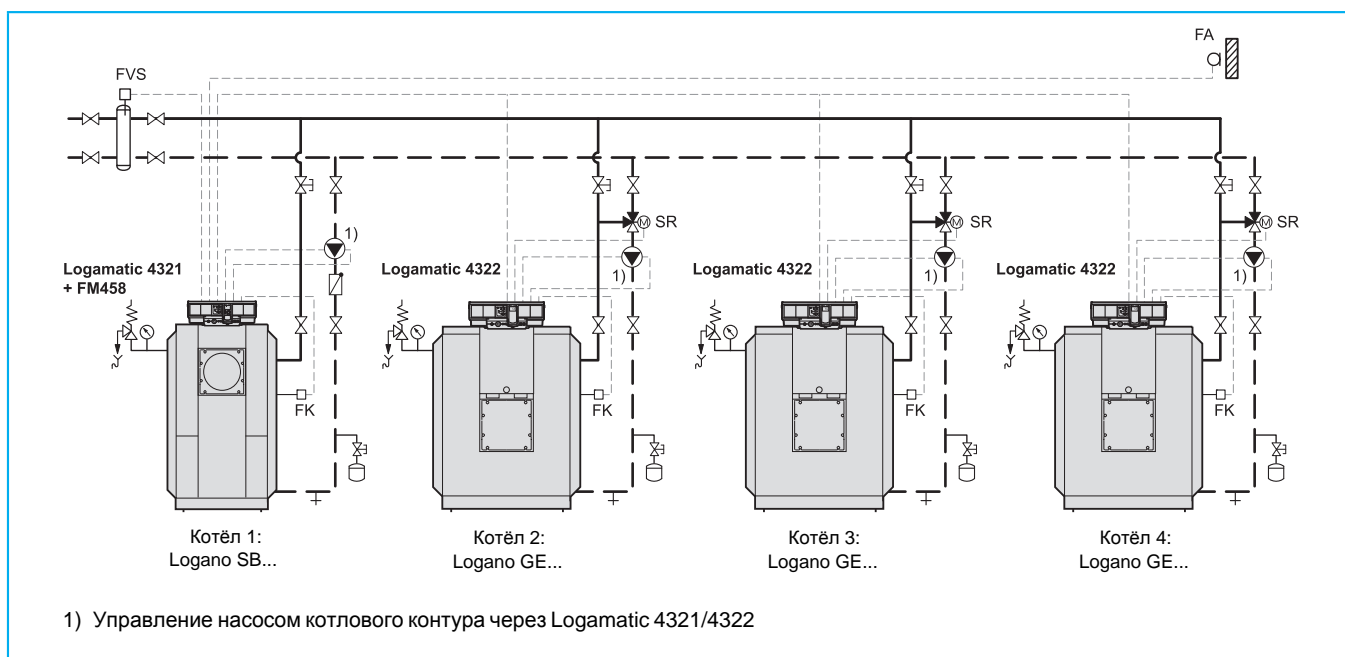 FA
FVS
SR
SR
SR
1)
1)
1)
1)
M
M
M
Logamatic 4321
+ FM458
Logamatic 4322
Logamatic 4322
Logamatic 4322
FK
FK
FK
FK
Котёл 1:
Logano SB...
Котёл 2:
Logano GE...
Котёл 3:
Logano GE...
Котёл 4:
Logano GE...
1) Управление насосом котлового контура через Logamatic 4321/4322